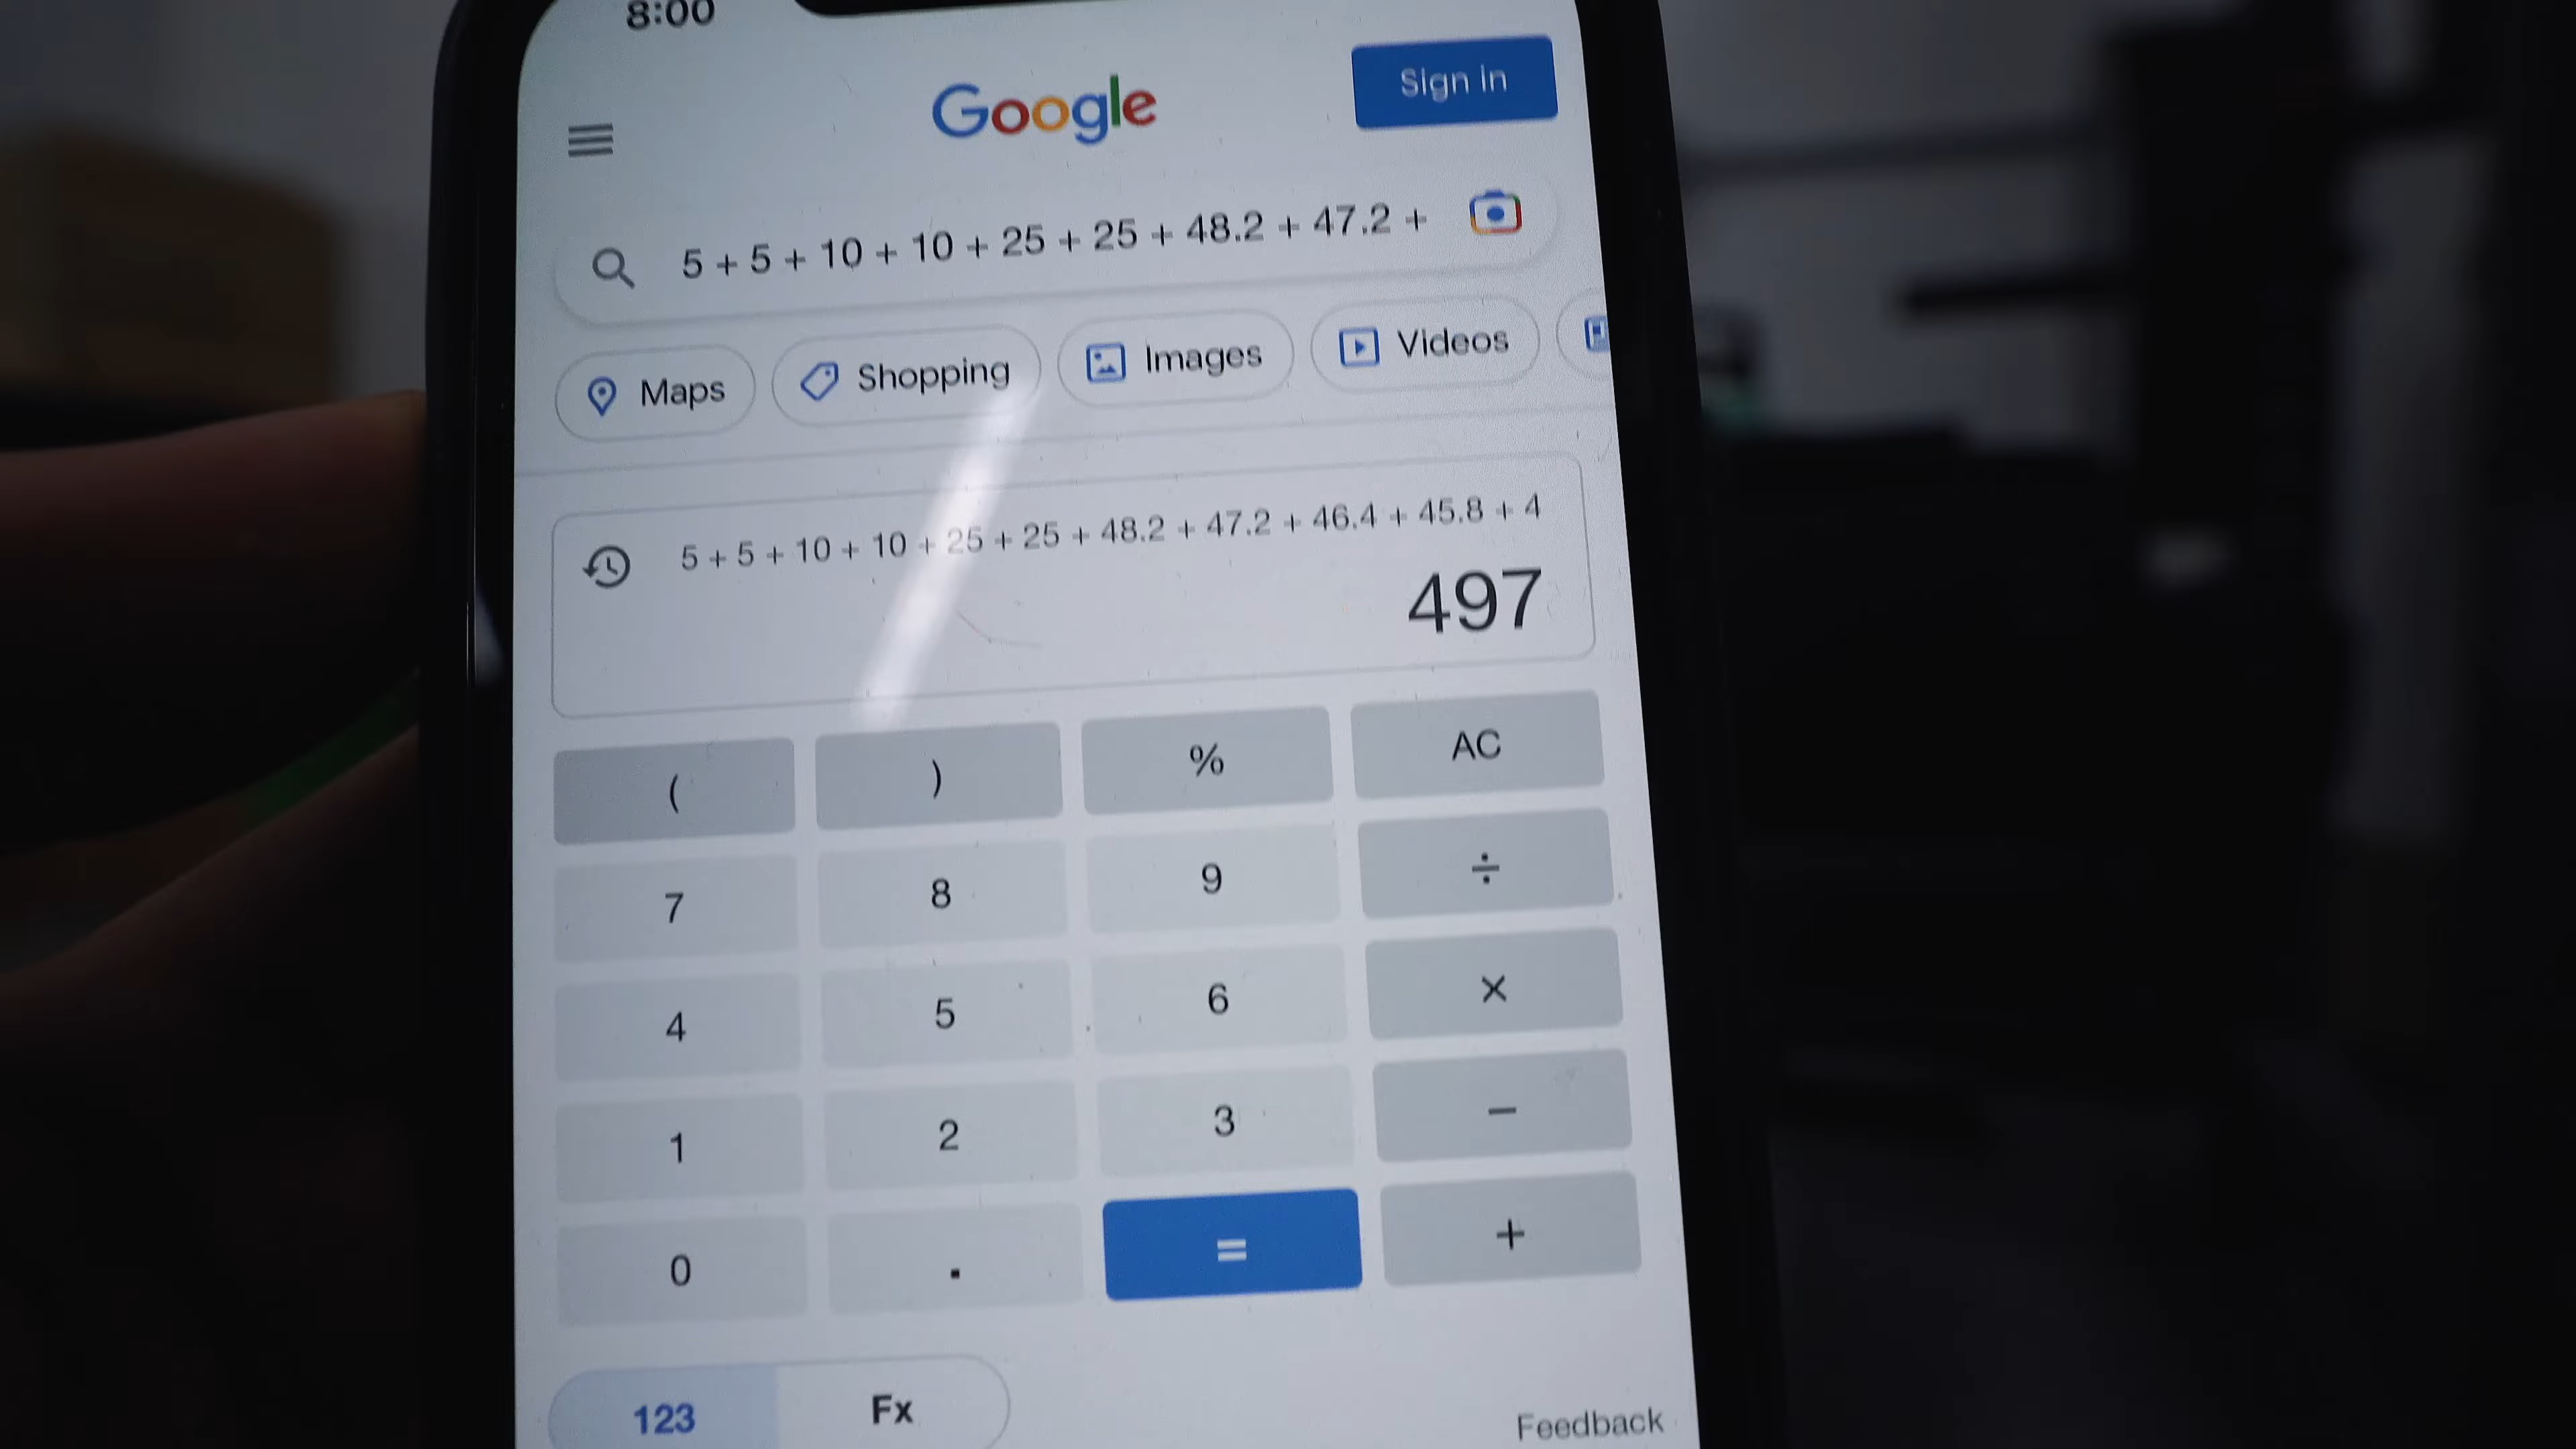 8:00
Google
Sign in
5 + 5 + 10 + 10 + 25 + 25 + 48.2 + 47.2 +
Maps
Shopping
Images
Videos
5 + 5 + 10 + 10 + 25 + 25 + 48.2 + 47.2 + 46.4 + 45.8 + 4
497
( ) % AC
7 8 9 ÷
4 5 6 ×
1 2 3 −
0 . = +
123 Fx
Feedback